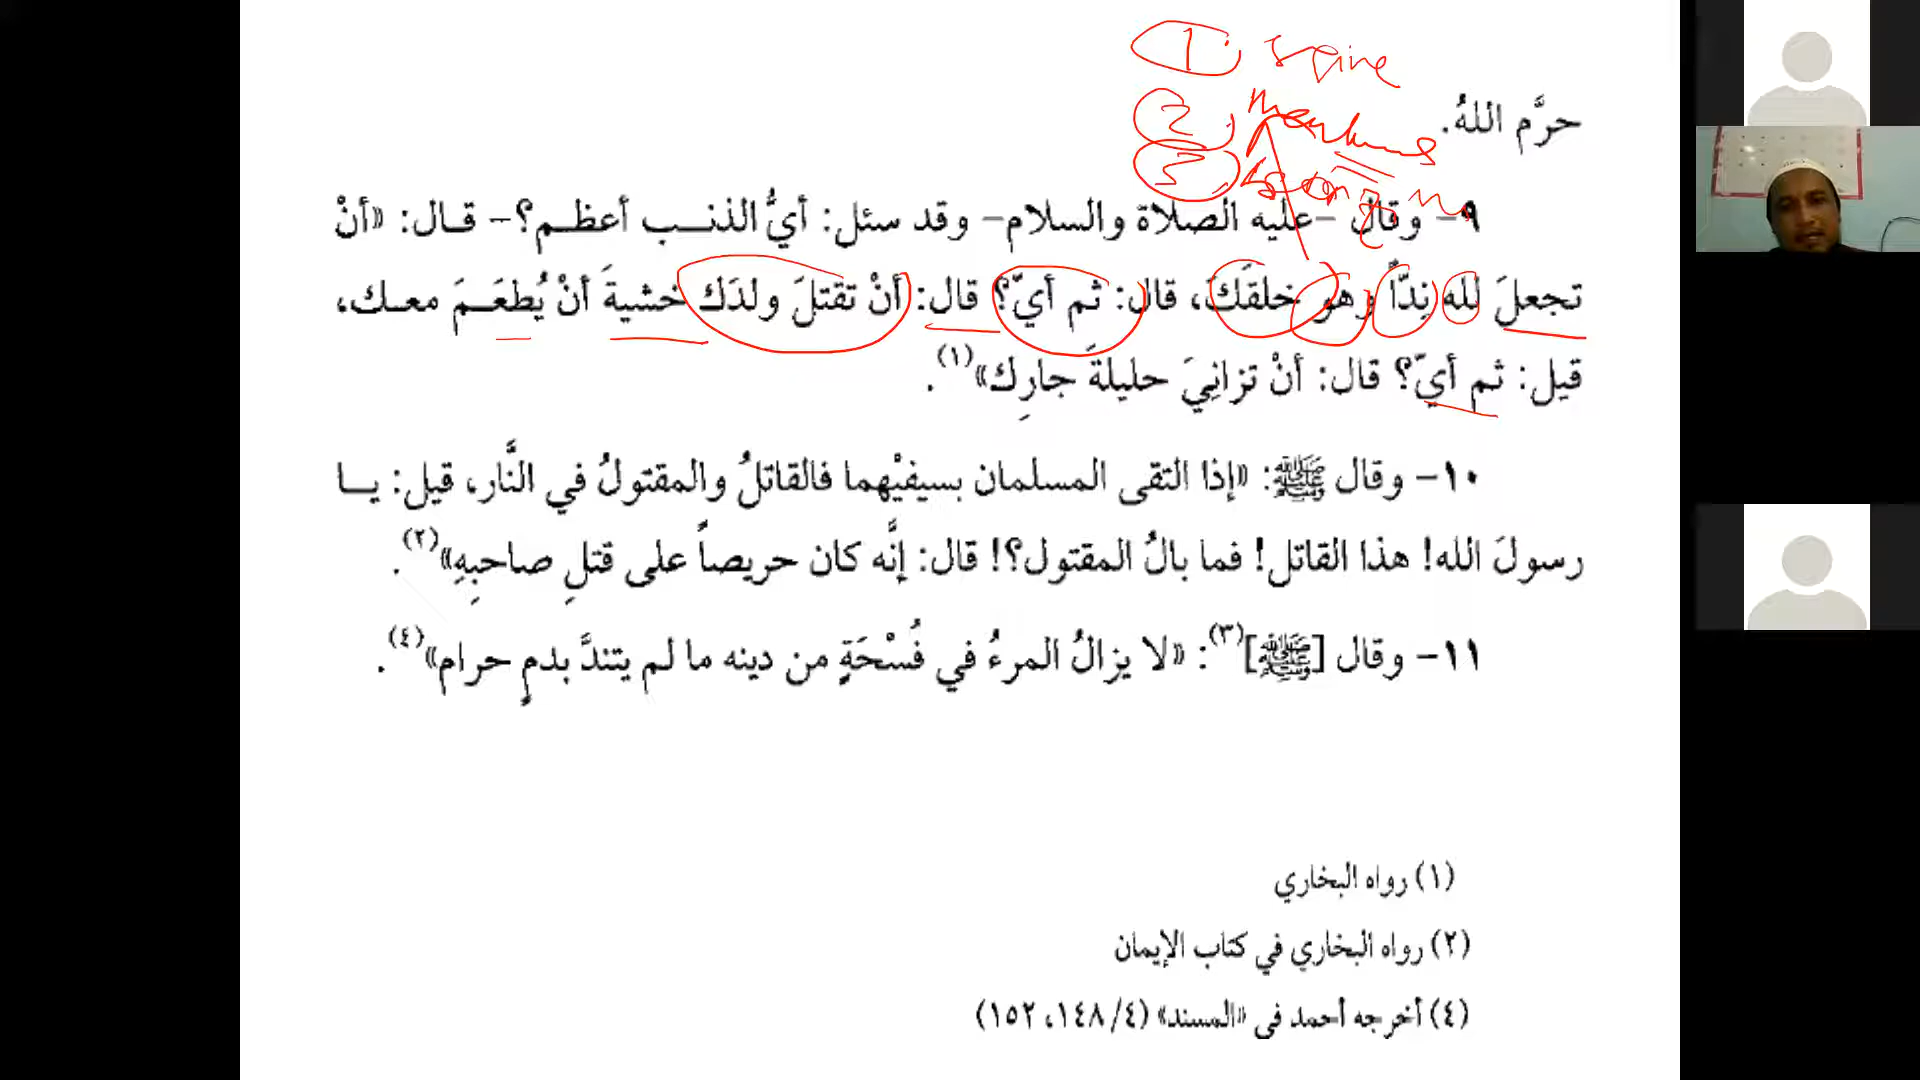 حرَّم اللهُ.
٩- وقال -عليه الصلاة والسلام- وقد سئل: أيُّ الذنب أعظم؟- قال: «أنْ
تجعلَ لله نِدًّا وهو خلقَكَ، قال: ثم أيّ؟ قال: أنْ تقتلَ ولدَك خشيةَ أنْ يُطعَمَ معك،
قيل: ثم أيّ؟ قال: أنْ تزانِيَ حليلةَ جارِك»(١).
١٠- وقال ﷺ: «إذا التقى المسلمان بسيفيْهما فالقاتلُ والمقتولُ في النَّار، قيل: يا
رسولَ الله! هذا القاتل! فما بالُ المقتول؟! قال: إنَّه كان حريصاً على قتلِ صاحبِهِ»(٢).
١١- وقال [ﷺ](٣): «لا يزالُ المرءُ في فُسْحَةٍ من دينه ما لم يتندَّ بدمٍ حرام»(٤).
(١) رواه البخاري
(٢) رواه البخاري في كتاب الإيمان
(٤) أخرجه أحمد في «المسند» (٤/١٤٨، ١٥٢)
1
2